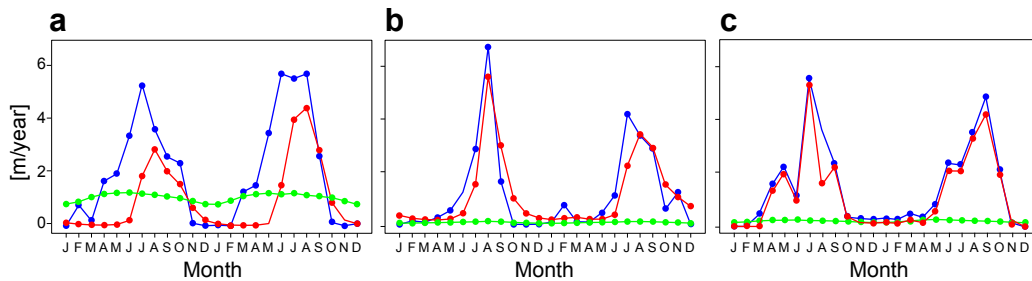 a b c
[m/year]
6
4
2
0
J F M A M J J A S O N D J F M A M J J A S O N D
J F M A M J J A S O N D J F M A M J J A S O N D
J F M A M J J A S O N D J F M A M J J A S O N D
Month Month Month